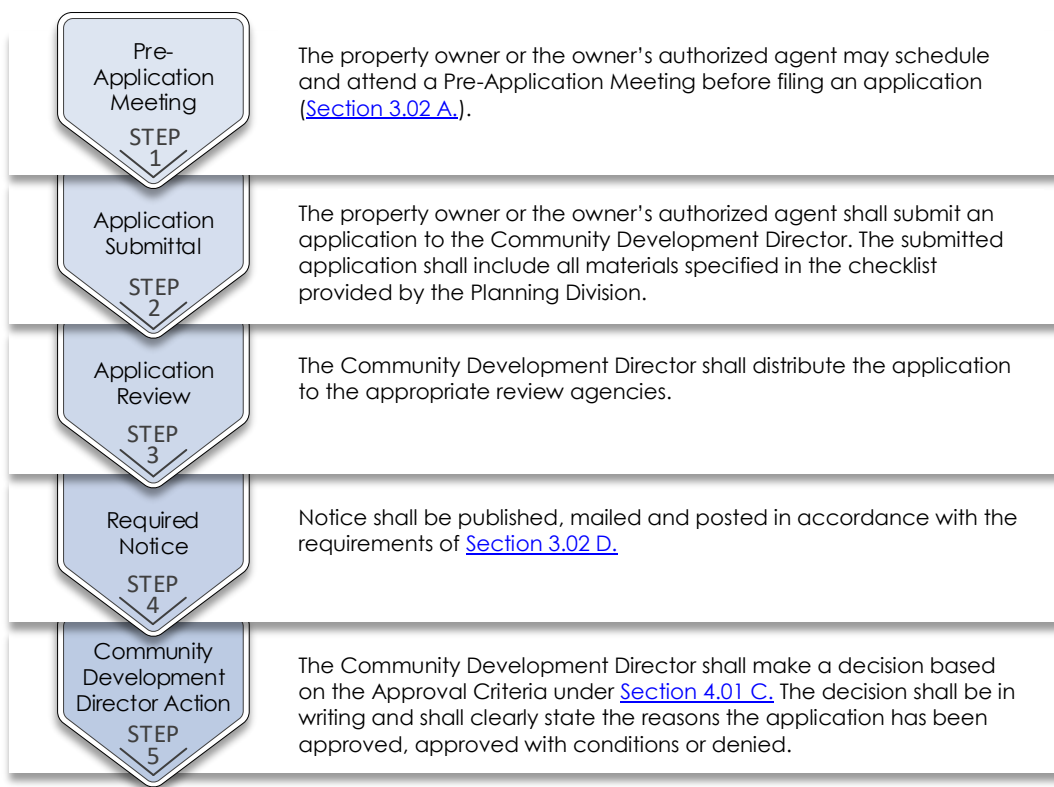 Pre-
Application
Meeting
STEP
1
The property owner or the owner’s authorized agent may schedule
and attend a Pre-Application Meeting before filing an application
(Section 3.02 A.).
Application
Submittal
STEP
2
The property owner or the owner’s authorized agent shall submit an
application to the Community Development Director. The submitted
application shall include all materials specified in the checklist
provided by the Planning Division.
Application
Review
STEP
3
The Community Development Director shall distribute the application
to the appropriate review agencies.
Required
Notice
STEP
4
Notice shall be published, mailed and posted in accordance with the
requirements of Section 3.02 D.
Community
Development
Director Action
STEP
5
The Community Development Director shall make a decision based
on the Approval Criteria under Section 4.01 C. The decision shall be in
writing and shall clearly state the reasons the application has been
approved, approved with conditions or denied.